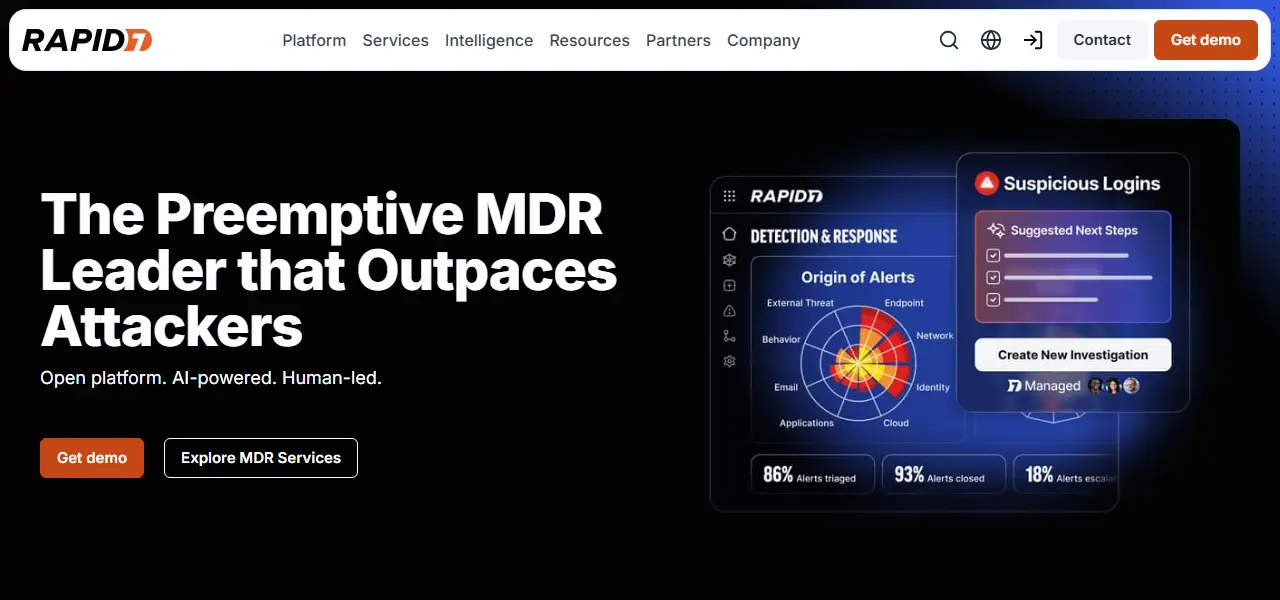 RAPID7
Platform
Services
Intelligence
Resources
Partners
Company
Contact
Get demo
The Preemptive MDR
Leader that Outpaces
Attackers
Open platform. AI-powered. Human-led.
Get demo
Explore MDR Services
RAPID7
DETECTION & RESPONSE
Origin of Alerts
External Threat
Endpoint
Behavior
Network
Email
Identity
Applications
Cloud
86% Alerts triaged
93% Alerts closed
18% Alerts escala
Suspicious Logins
Suggested Next Steps
Create New Investigation
7 Managed